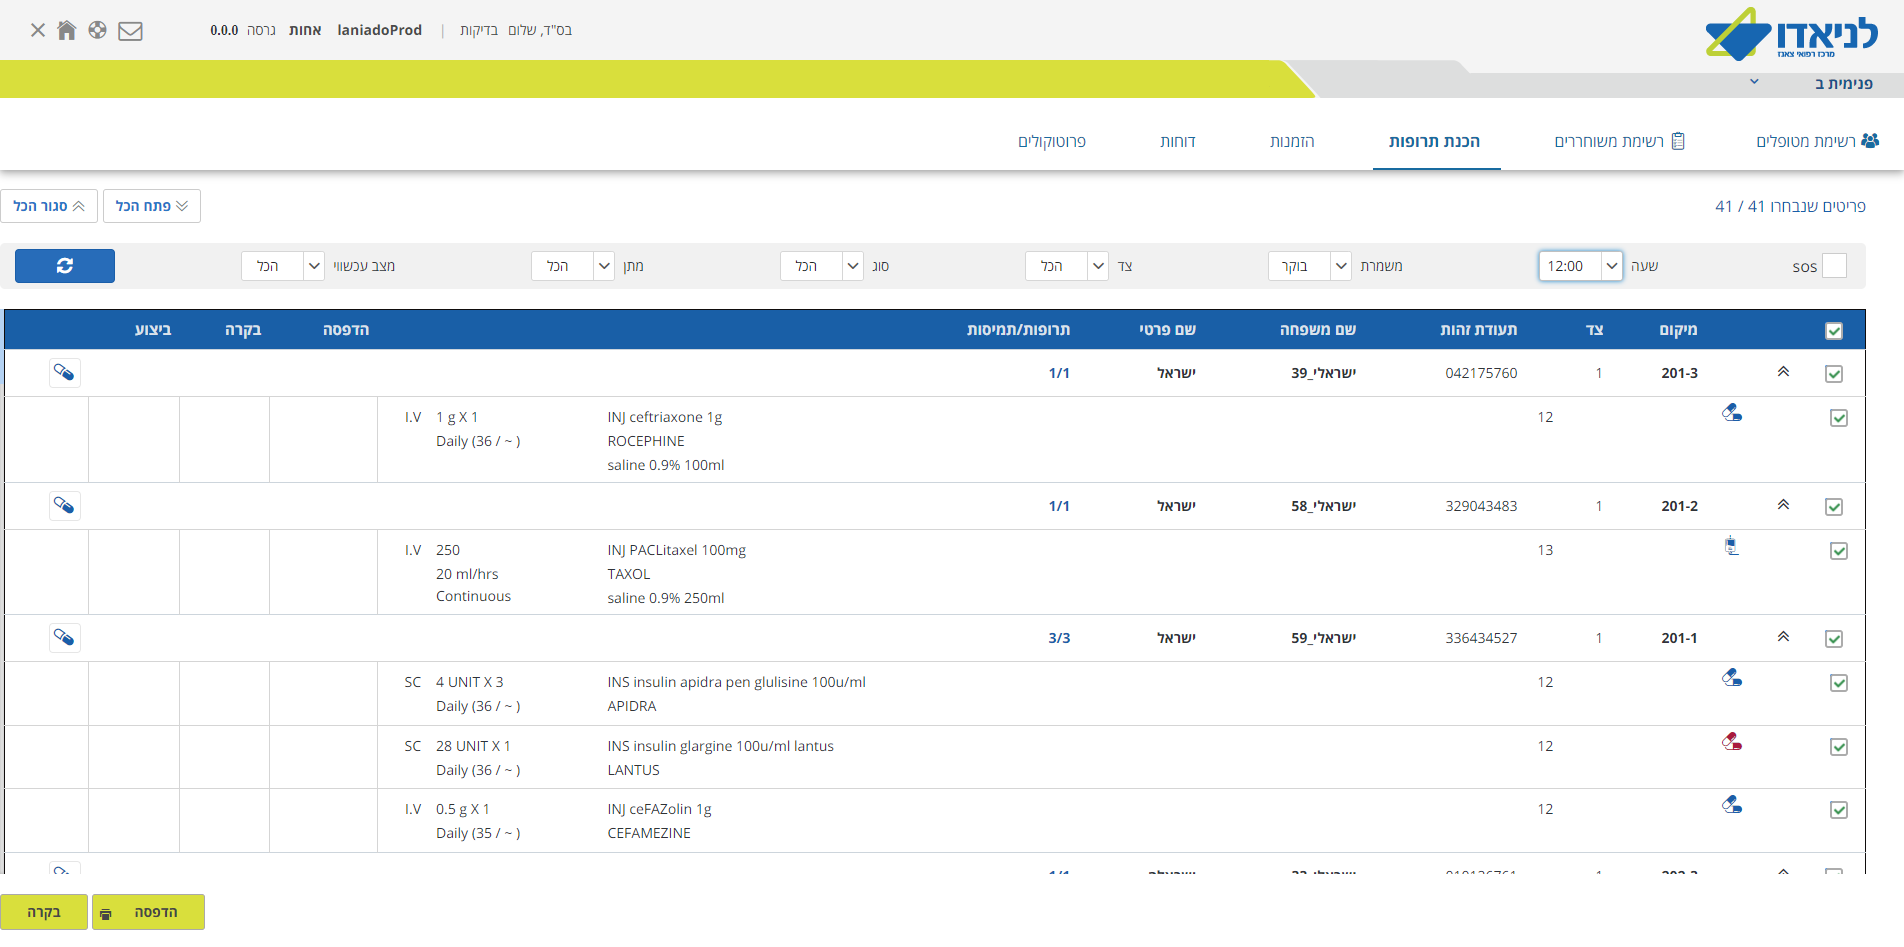 לניאדו
מרכז רפואי צאנז
בס"ד, שלום בדיקות | laniadoProd אחות גרסה 0.0.0
פנימית ב
רשימת מטופלים
רשימת משוחררים
הכנת תרופות
הזמנות
דוחות
פרוטוקולים
פריטים שנבחרו 41 / 41
פתח הכל
סגור הכל
sos
שעה 12:00
משמרת בוקר
צד הכל
סוג הכל
מתן הכל
מצב עכשווי הכל
מיקום צד תעודת זהות שם משפחה שם פרטי תרופות/תמיסות הדפסה בקרה ביצוע
201-3 1 042175760 ישראלי_39 ישראל 1/1
12 INJ ceftriaxone 1g 1 g X 1 I.V
ROCEPHINE Daily (36 / ~ )
saline 0.9% 100ml
201-2 1 329043483 ישראלי_58 ישראל 1/1
13 INJ PACLitaxel 100mg 250 I.V
TAXOL 20 ml/hrs
saline 0.9% 250ml Continuous
201-1 1 336434527 ישראלי_59 ישראל 3/3
12 INS insulin apidra pen glulisine 100u/ml 4 UNIT X 3 SC
APIDRA Daily (36 / ~ )
12 INS insulin glargine 100u/ml lantus 28 UNIT X 1 SC
LANTUS Daily (36 / ~ )
12 INJ ceFAZolin 1g 0.5 g X 1 I.V
CEFAMEZINE Daily (35 / ~ )
הדפסה
בקרה